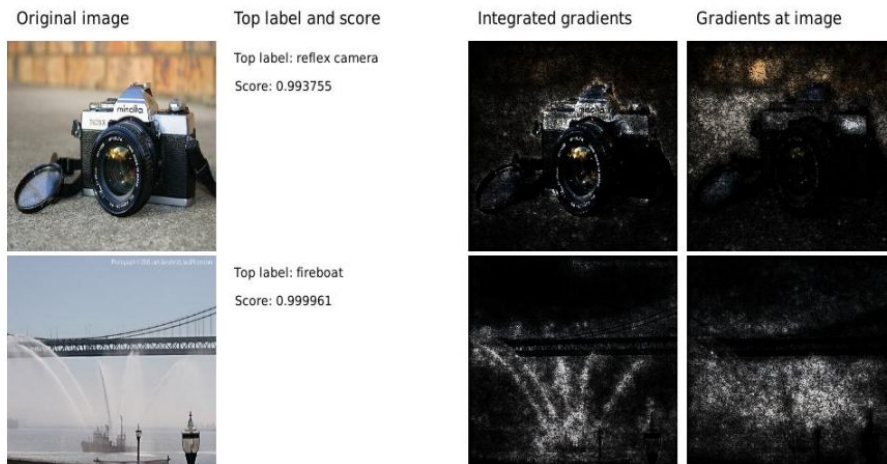 Original image
Top label and score
Integrated gradients
Gradients at image
Top label: reflex camera
Score: 0.993755
minolta
Top label: fireboat
Score: 0.999961